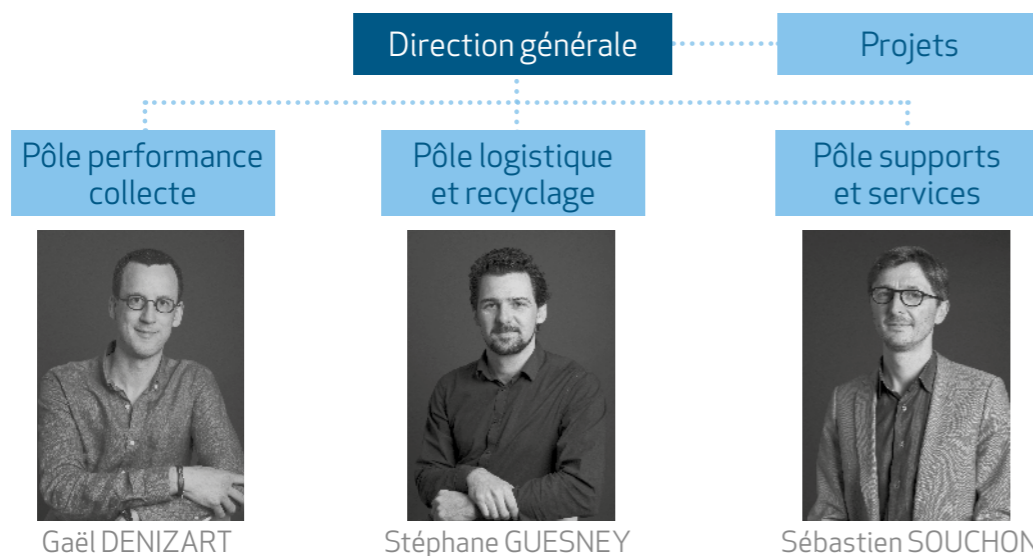 Direction générale
Projets
Pôle performance
collecte
Pôle logistique
et recyclage
Pôle supports
et services
Gaël DENIZART
Stéphane GUESNEY
Sébastien SOUCHON